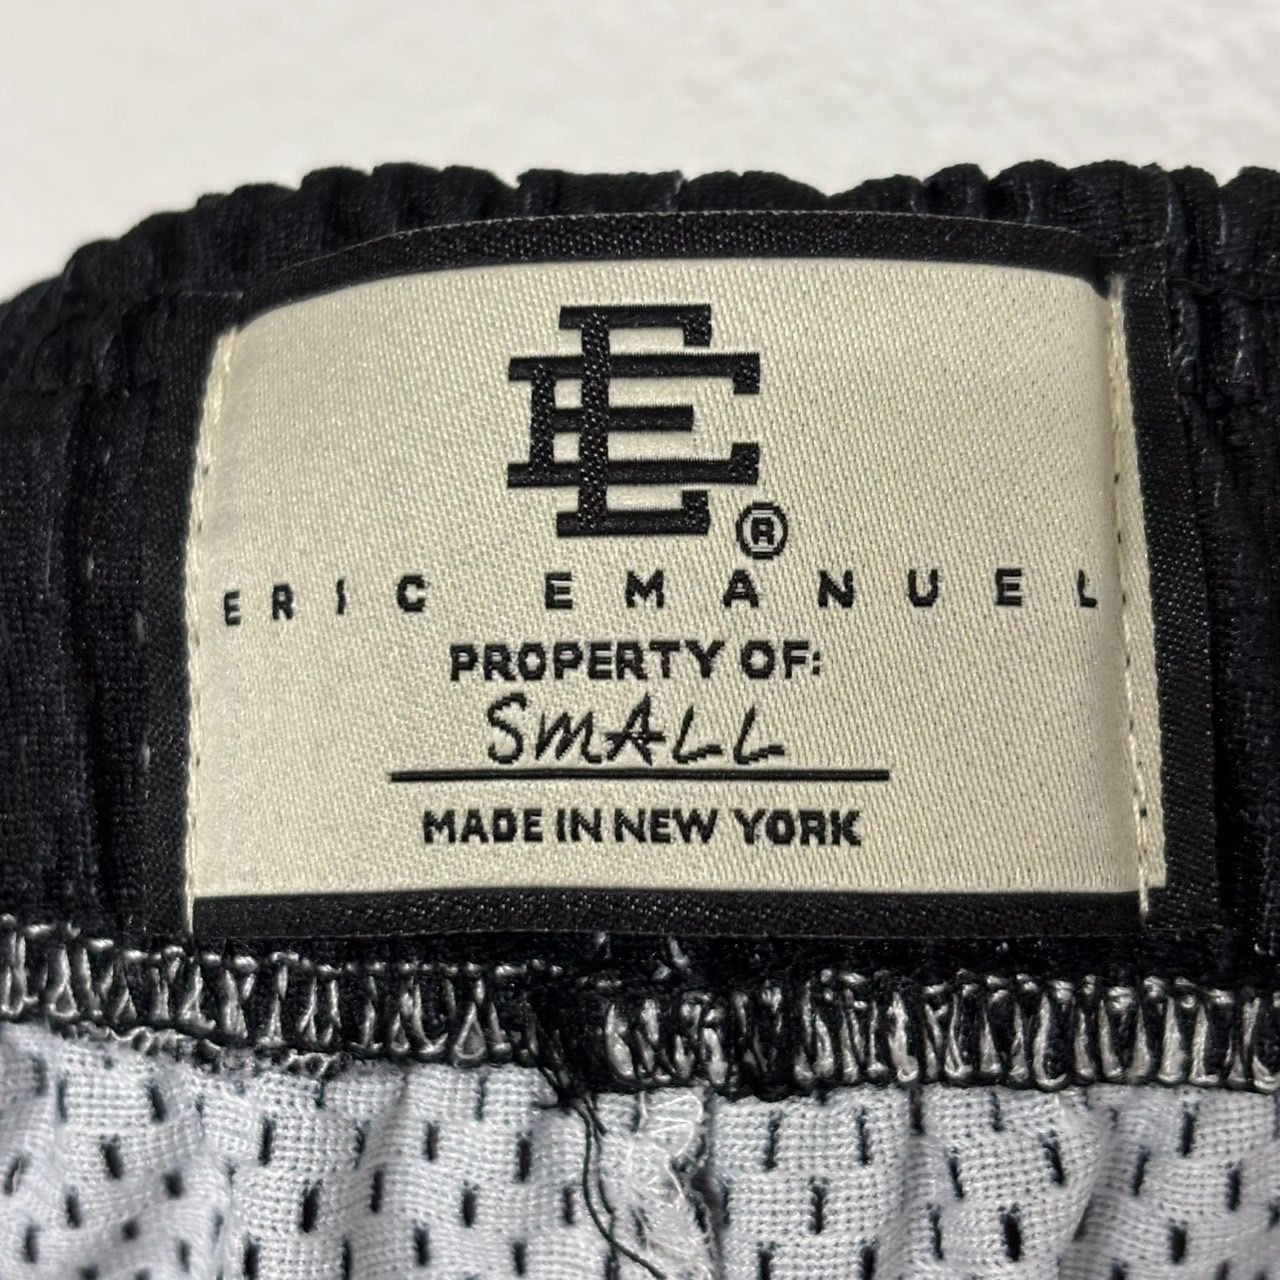 EE®
ERIC EMANUEL
PROPERTY OF:
SMALL
MADE IN NEW YORK